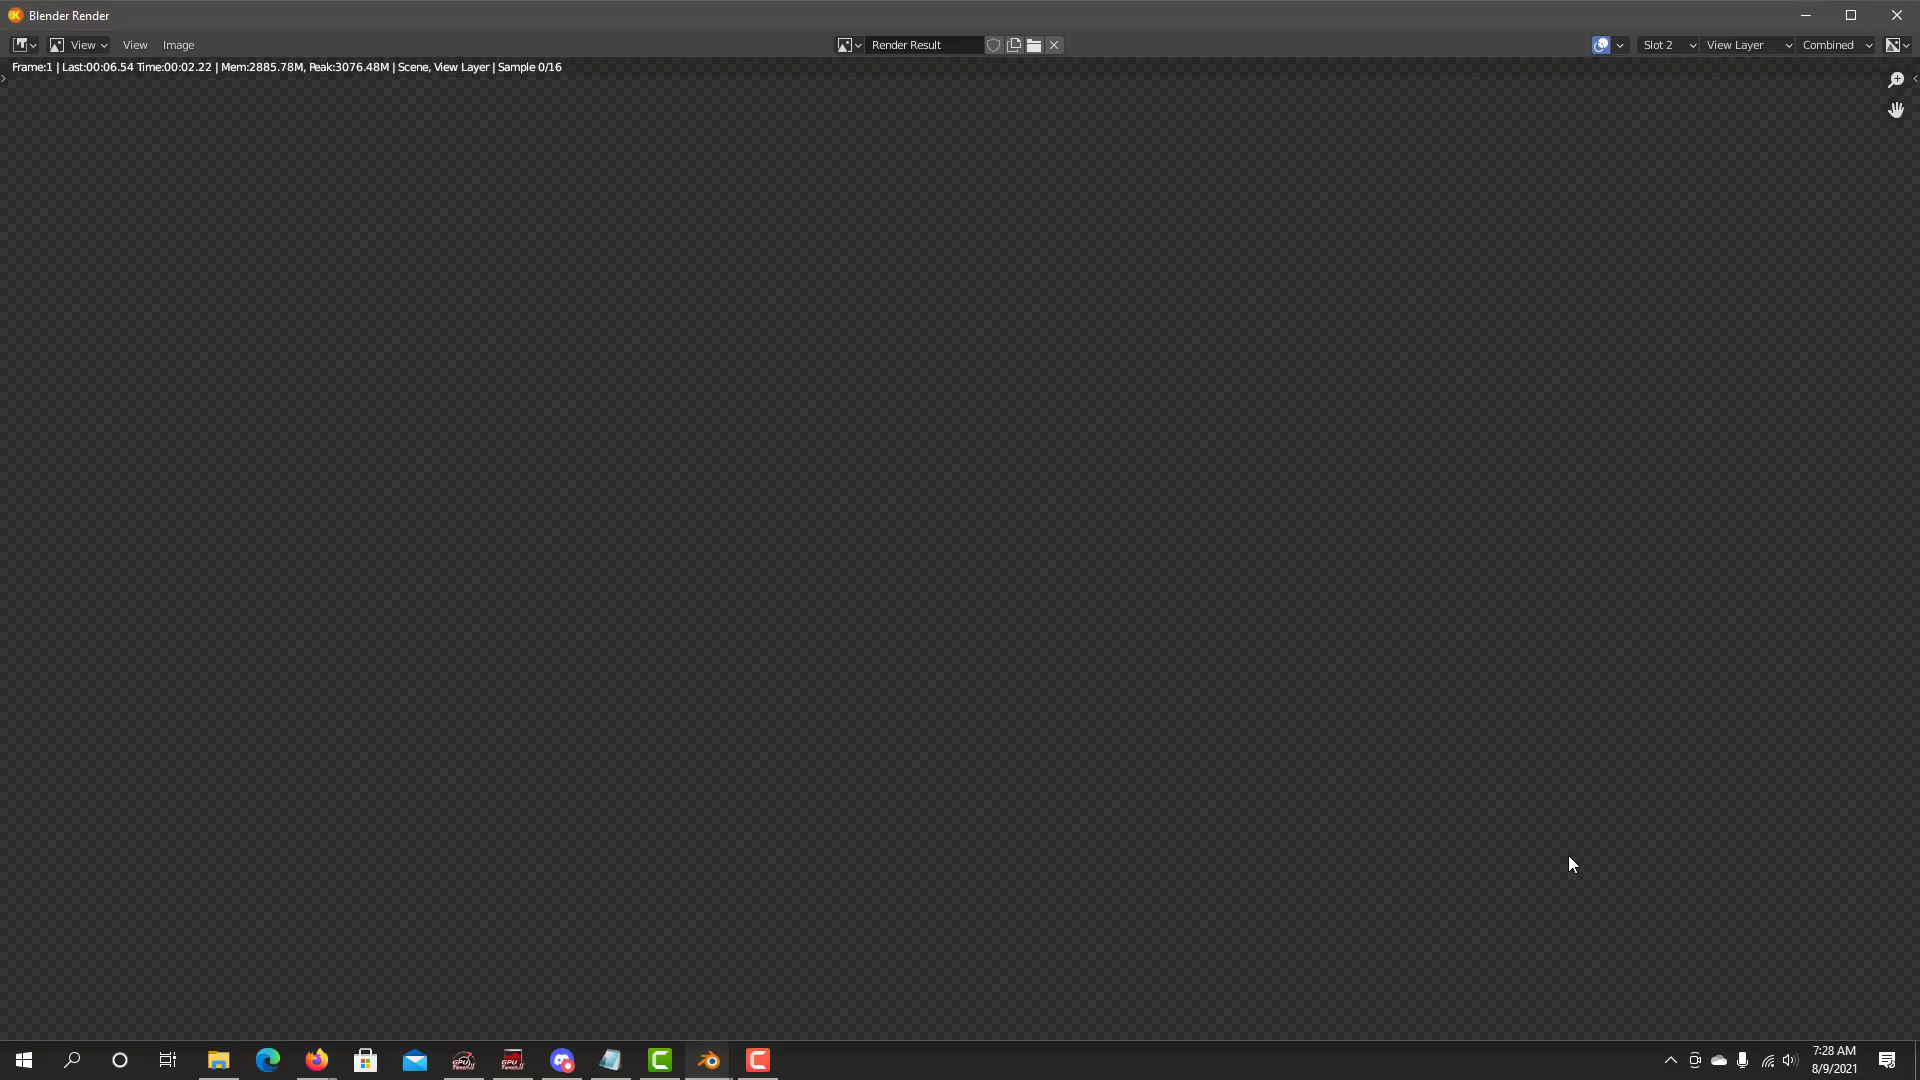 Blender Render
View View Image Render Result Slot 2 View Layer Combined
Frame:1 | Last:00:06.54 Time:00:02.22 | Mem:2885.78M, Peak:3076.48M | Scene, View Layer | Sample 0/16
7:28 AM
8/9/2021